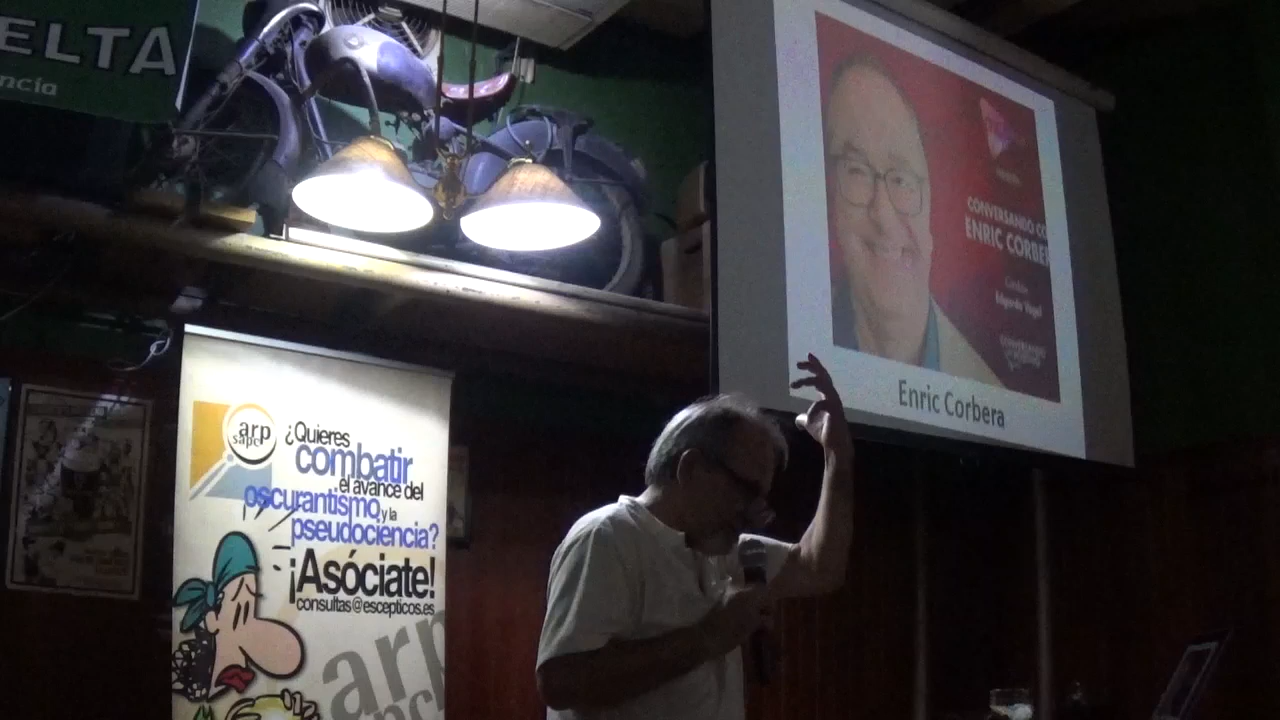 ELTA
ncia
CONVERSANDO CO
ENRIC CORBER
Enric Corbera
arp
sapc
¿Quieres
combatir
el avance del
oscurantismo y la
pseudociencia?
¡Asóciate!
consultas@escepticos.es
arp